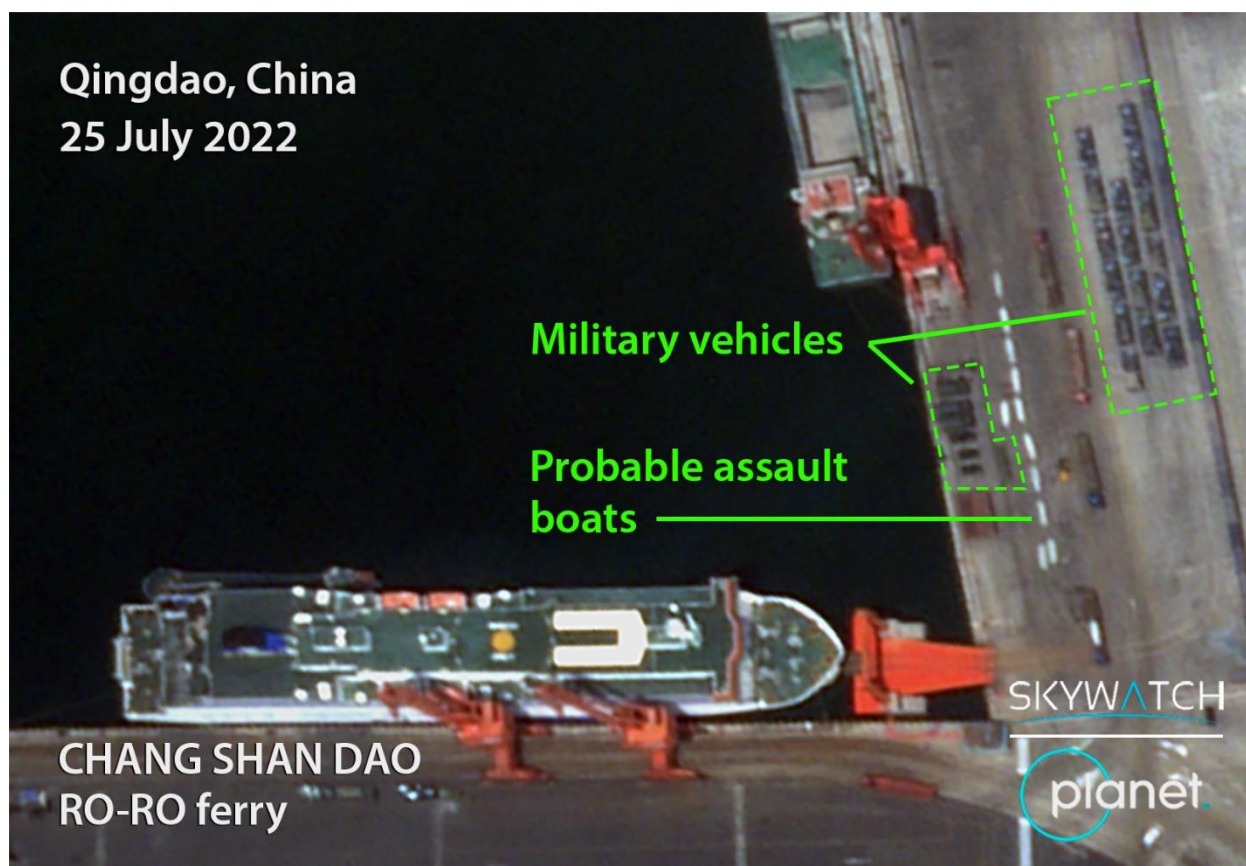 Qingdao, China
25 July 2022
Military vehicles
Probable assault
boats
CHANG SHAN DAO
RO-RO ferry
SKYWATCH
planet.